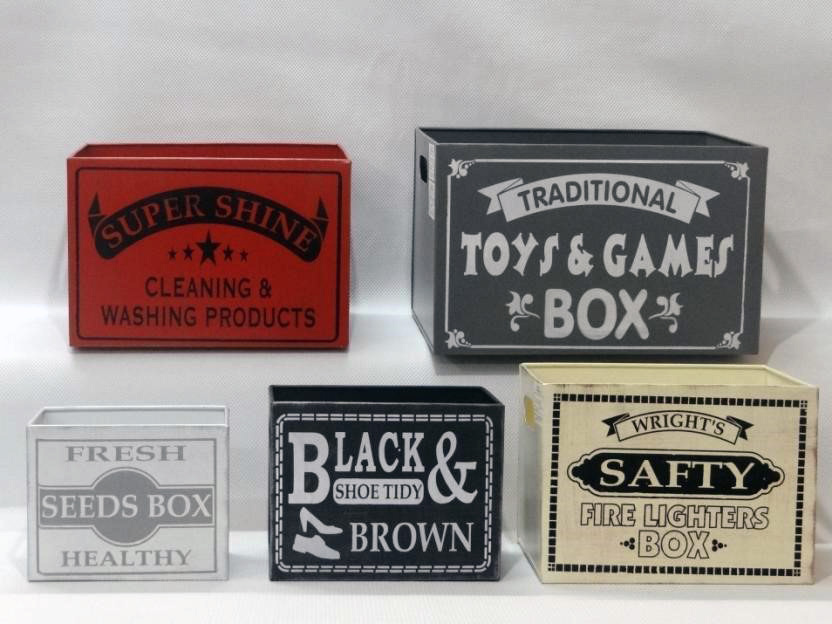 SUPER SHINE
CLEANING &
WASHING PRODUCTS
TRADITIONAL
TOYS & GAMES
BOX
FRESH
SEEDS BOX
HEALTHY
BLACK &
SHOE TIDY
BROWN
WRIGHT'S
SAFTY
FIRE LIGHTERS
BOX